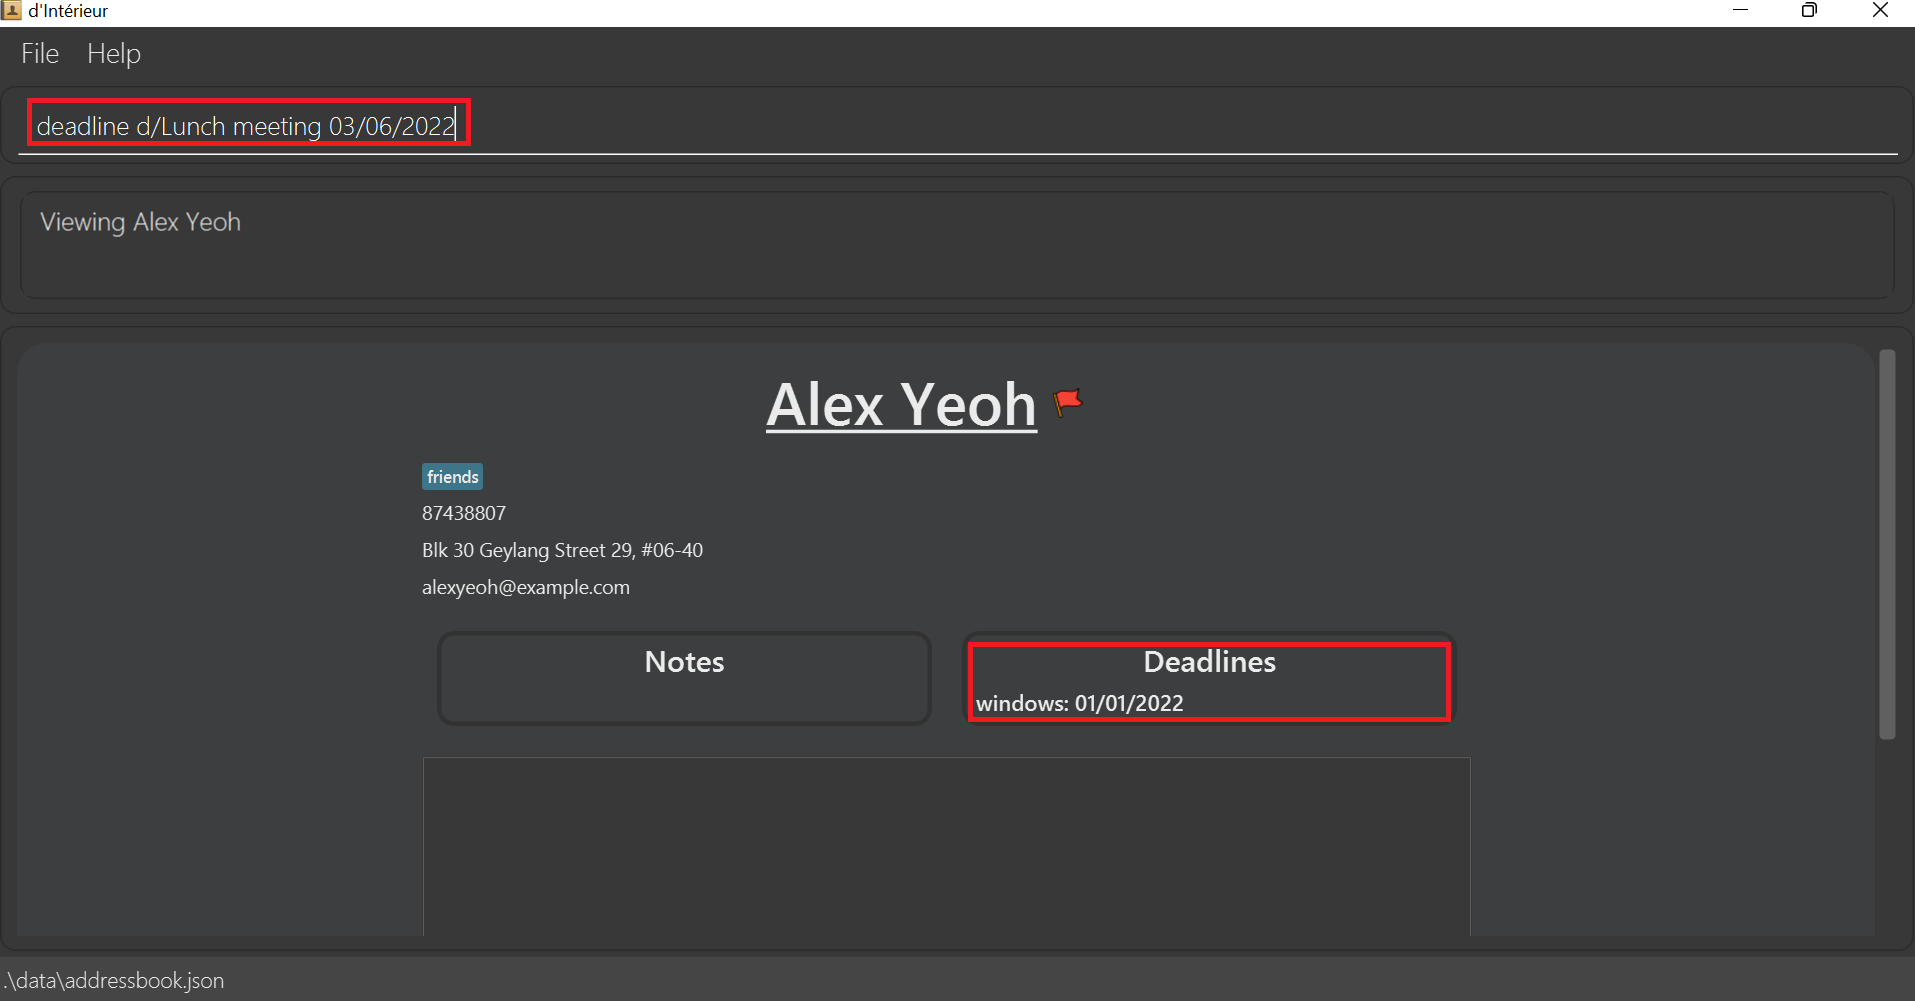 d'Intérieur
File Help
deadline d/Lunch meeting 03/06/2022
Viewing Alex Yeoh
Alex Yeoh
friends
87438807
Blk 30 Geylang Street 29, #06-40
alexyeoh@example.com
Notes
Deadlines
windows: 01/01/2022
.\data\addressbook.json